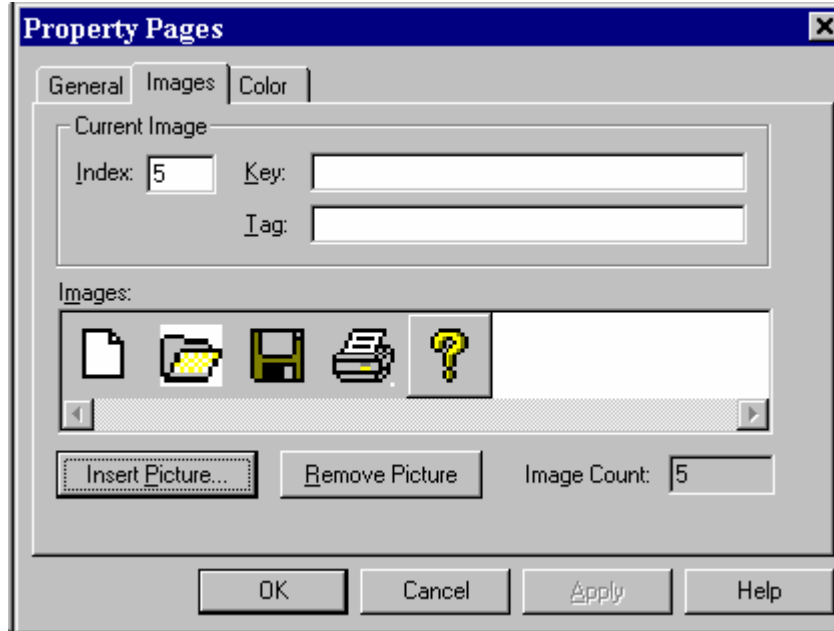 Property Pages
General Images Color
Current Image
Index: 5 Key:
Tag:
Images:
Insert Picture... Remove Picture Image Count: 5
OK Cancel Apply Help